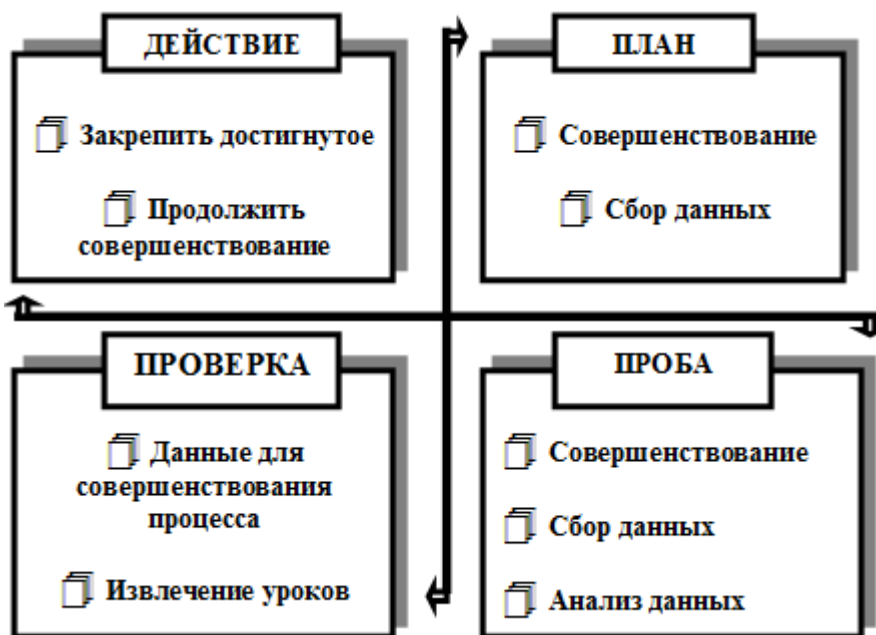 ДЕЙСТВИЕ
Закрепить достигнутое
Продолжить
совершенствование
ПЛАН
Совершенствование
Сбор данных
ПРОВЕРКА
Данные для
совершенствования
процесса
Извлечение уроков
ПРОБА
Совершенствование
Сбор данных
Анализ данных